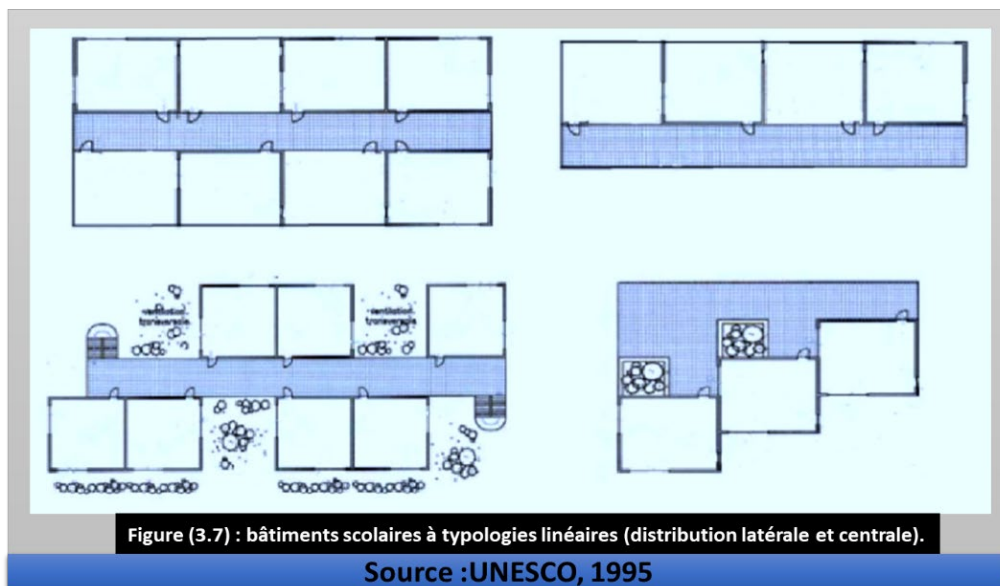 ventilation
transversale
ventilation
transversale
Figure (3.7) : bâtiments scolaires à typologies linéaires (distribution latérale et centrale).
Source :UNESCO, 1995